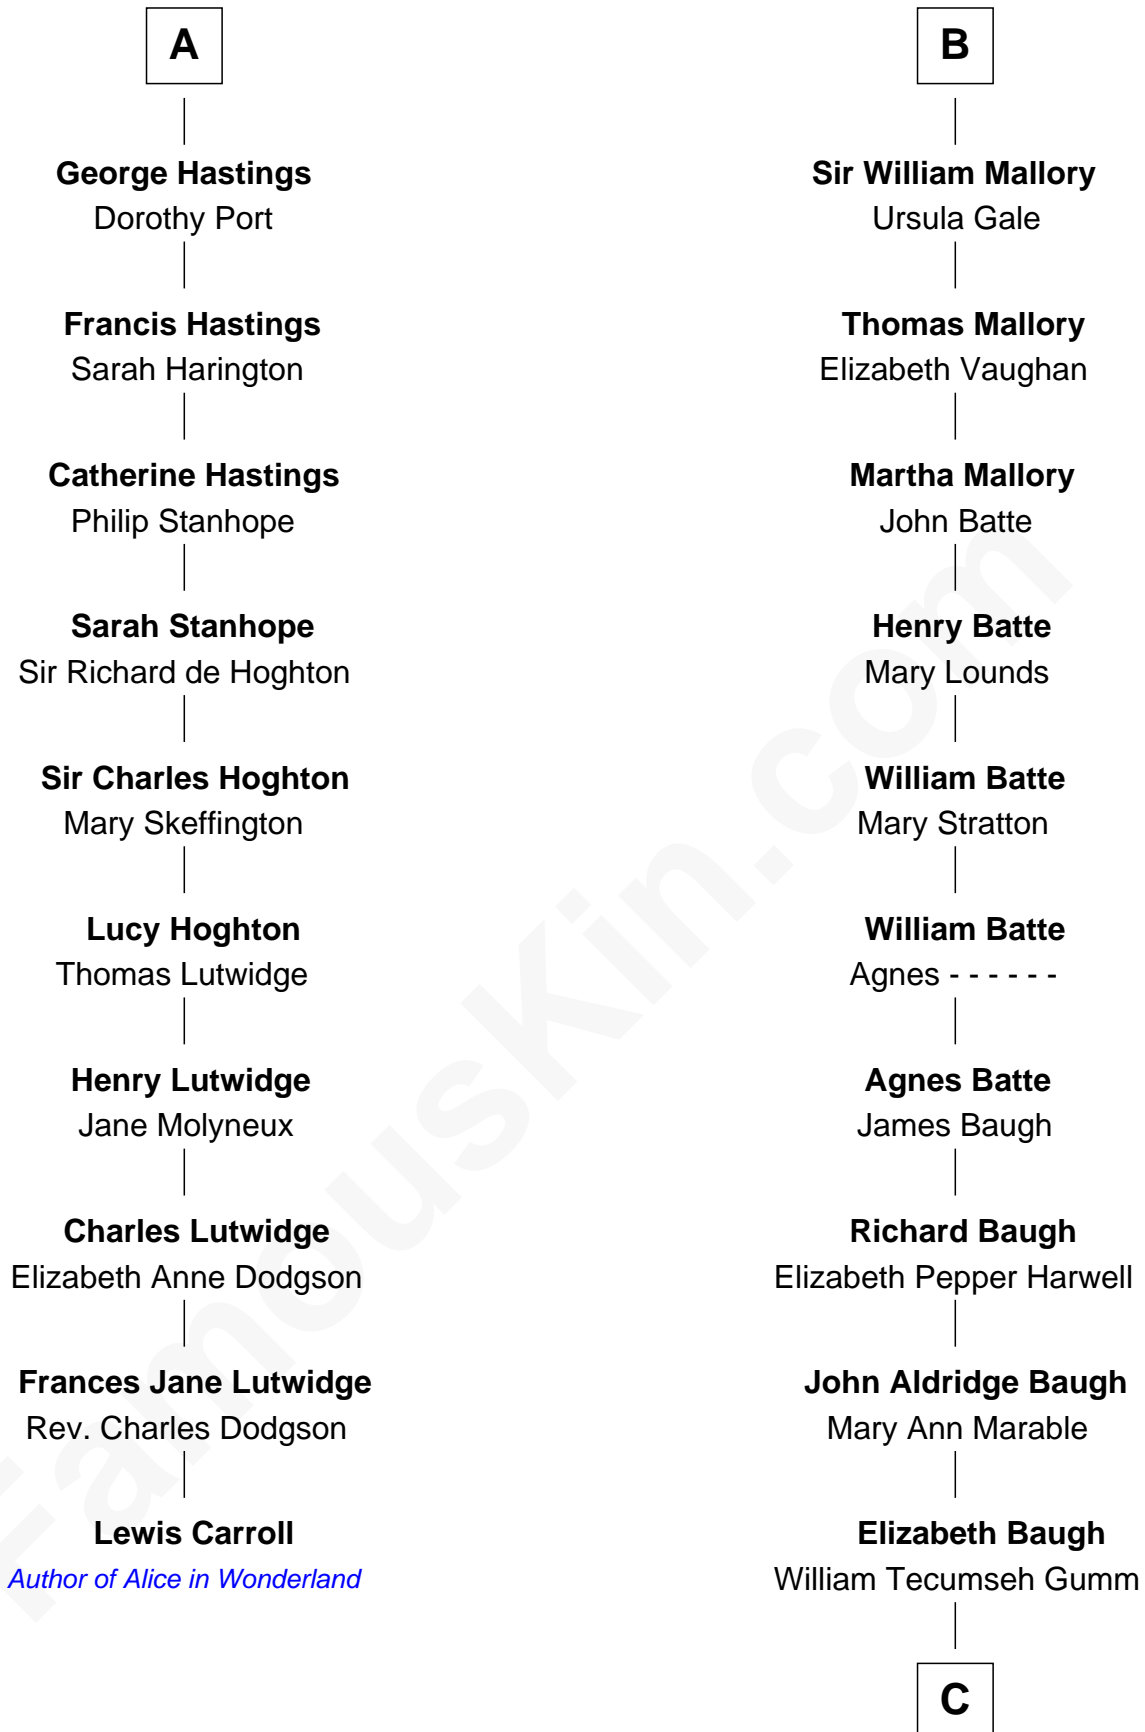 A
George Hastings
Dorothy Port
Francis Hastings
Sarah Harington
Catherine Hastings
Philip Stanhope
Sarah Stanhope
Sir Richard de Hoghton
Sir Charles Hoghton
Mary Skeffington
Lucy Hoghton
Thomas Lutwidge
Henry Lutwidge
Jane Molyneux
Charles Lutwidge
Elizabeth Anne Dodgson
Frances Jane Lutwidge
Rev. Charles Dodgson
Lewis Carroll
Author of Alice in Wonderland
B
Sir William Mallory
Ursula Gale
Thomas Mallory
Elizabeth Vaughan
Martha Mallory
John Batte
Henry Batte
Mary Lounds
William Batte
Mary Stratton
William Batte
Agnes - - - - - -
Agnes Batte
James Baugh
Richard Baugh
Elizabeth Pepper Harwell
John Aldridge Baugh
Mary Ann Marable
Elizabeth Baugh
William Tecumseh Gumm
C
FamousKin.com